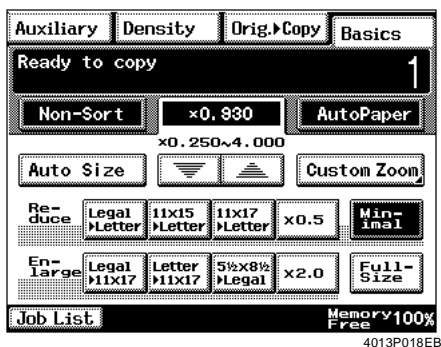 Auxiliary Density Orig.▸Copy Basics
Ready to copy 1
Non-Sort ×0.930 AutoPaper
×0.250~4.000
Auto Size Custom Zoom
Re-
duce Legal
▸Letter 11x15
▸Letter 11x17
▸Letter ×0.5 Min-
imal
En-
large Legal
▸11x17 Letter
▸11x17 5½x8½
▸Legal ×2.0 Full-
Size
Job List Memory
Free 100%
4013P018EB